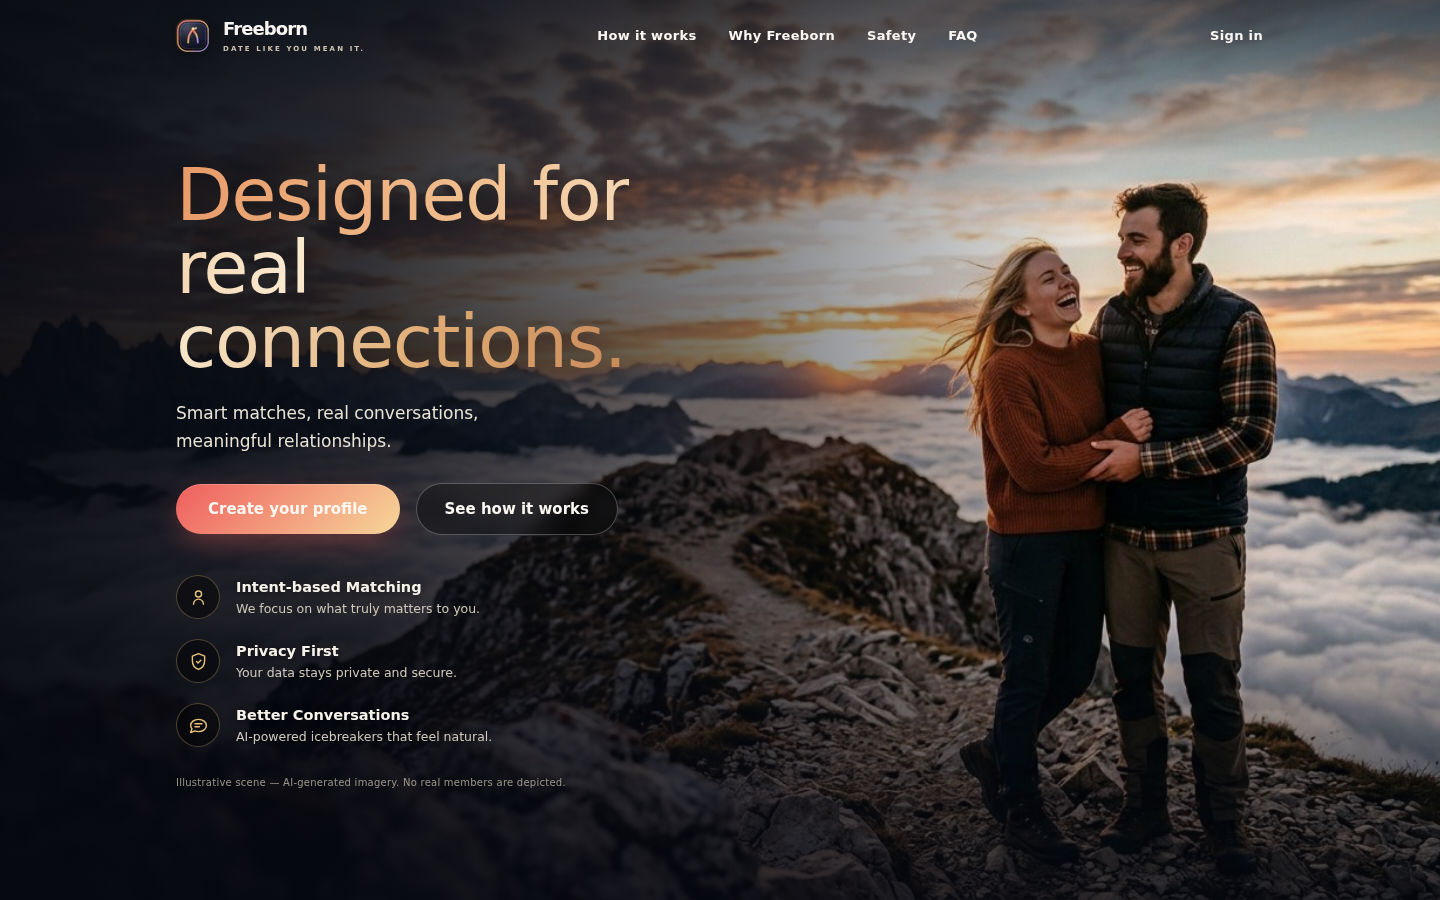 Freeborn
DATE LIKE YOU MEAN IT.
How it works
Why Freeborn
Safety
FAQ
Sign in
Designed for
real
connections.
Smart matches, real conversations,
meaningful relationships.
Create your profile
See how it works
Intent-based Matching
We focus on what truly matters to you.
Privacy First
Your data stays private and secure.
Better Conversations
AI-powered icebreakers that feel natural.
Illustrative scene — AI-generated imagery. No real members are depicted.